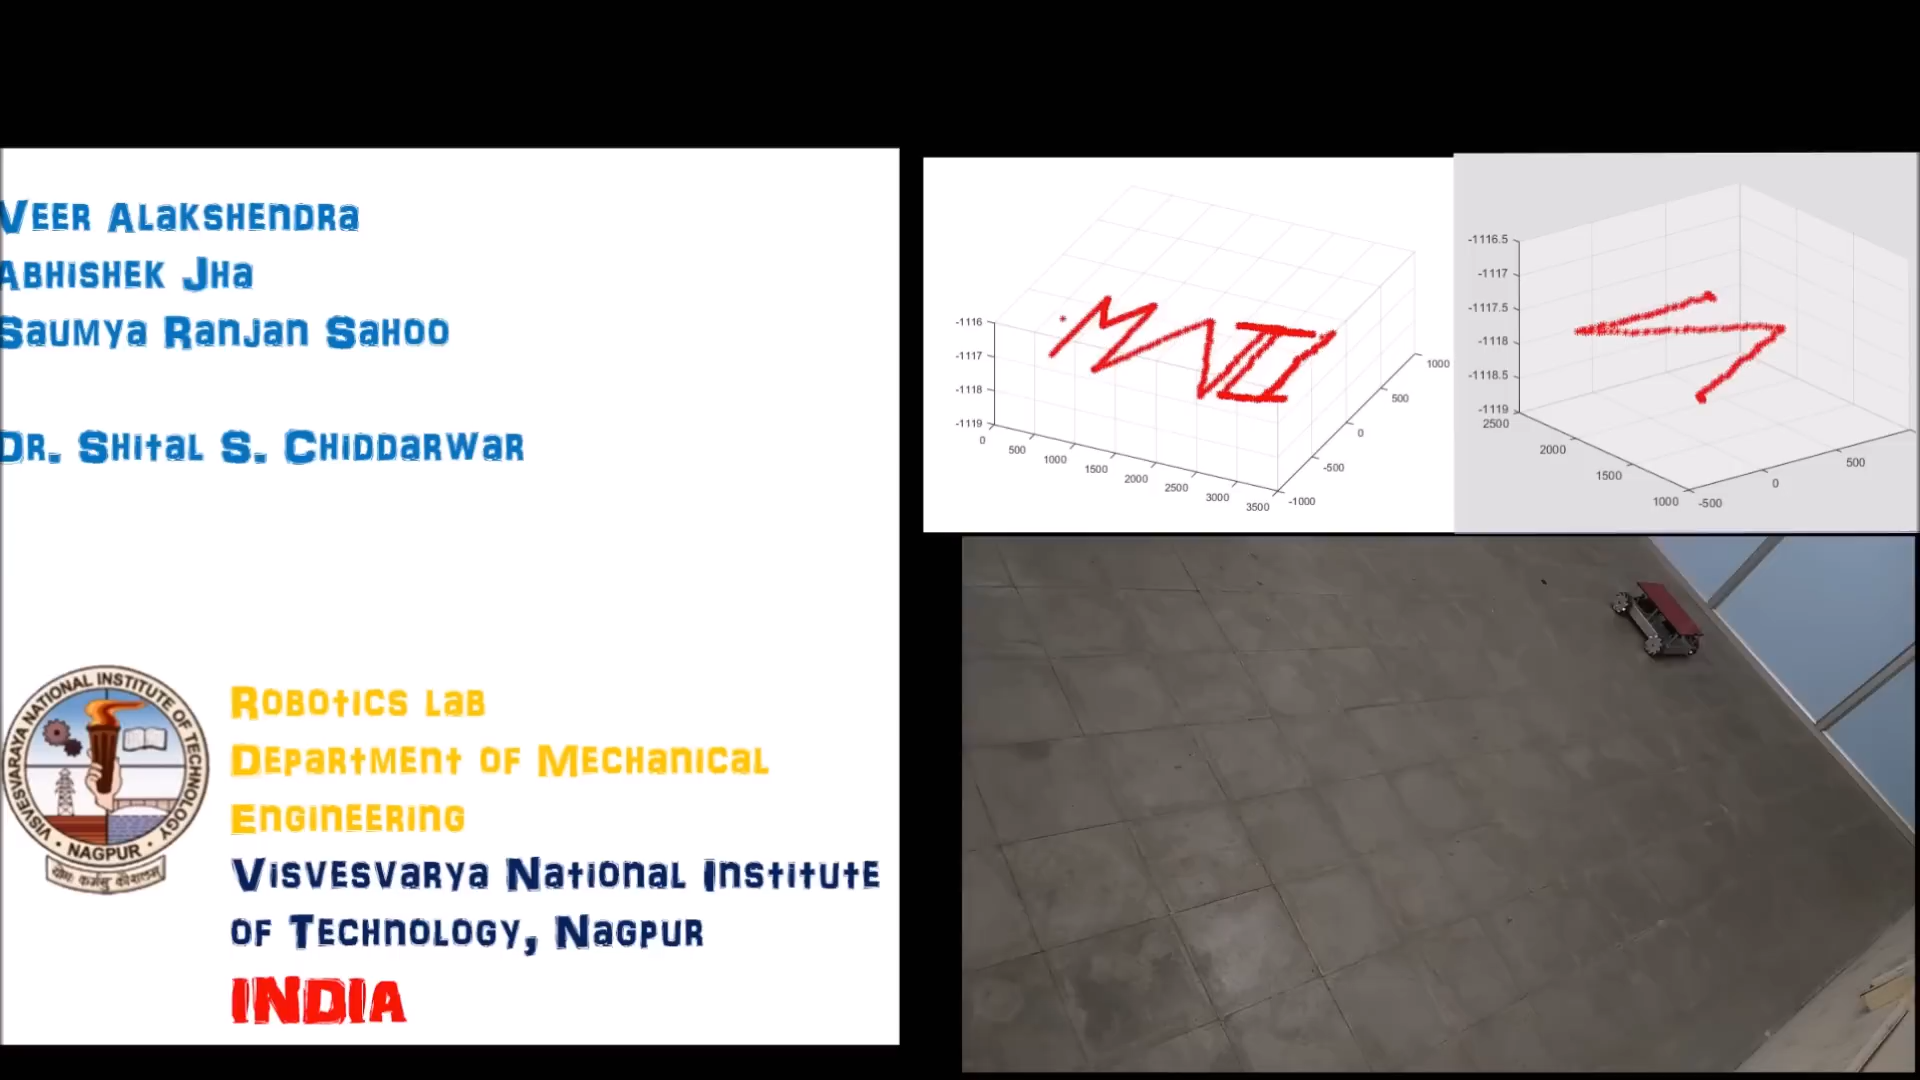 Veer Alakshendra
Abhishek Jha
Saumya Ranjan Sahoo
Dr. Shital S. Chiddarwar
VISVESVARAYA NATIONAL INSTITUTE OF TECHNOLOGY
· NAGPUR ·
योगः कर्मसु कौशलम्
Robotics lab
Department of Mechanical
Engineering
Visvesvarya National Institute
of Technology, Nagpur
INDIA
-1116
-1117
-1118
-1119
0
500
1000
1500
2000
2500
3000
3500
-1000
-500
0
500
1000
-1116.5
-1117
-1117.5
-1118
-1118.5
-1119
2500
2000
1500
1000
-500
0
500